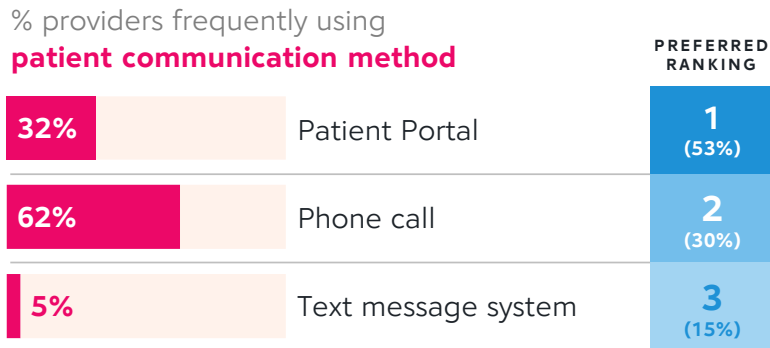 % providers frequently using
patient communication method
PREFERRED
RANKING
32%
Patient Portal
1
(53%)
62%
Phone call
2
(30%)
5%
Text message system
3
(15%)